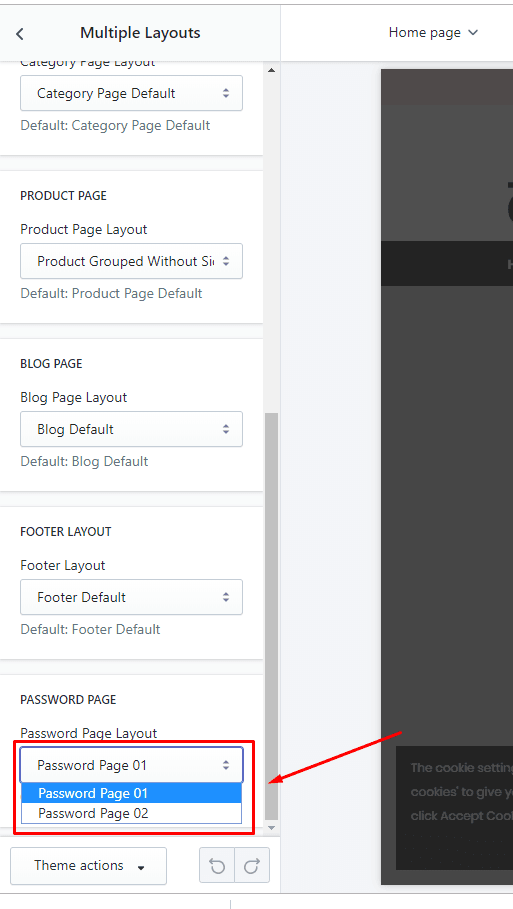 Multiple Layouts
Home page
Category Page Layout
Category Page Default
Default: Category Page Default
PRODUCT PAGE
Product Page Layout
Product Grouped Without
Default: Product Page Default
BLOG PAGE
Blog Page Layout
Blog Default
Default: Blog Default
FOOTER LAYOUT
Footer Layout
Footer Default
Default: Footer Default
PASSWORD PAGE
Password Page Layout
Password Page 01
Password Page 01
Password Page 02
The cookie setting
cookies' to give
click Accept
Theme actions